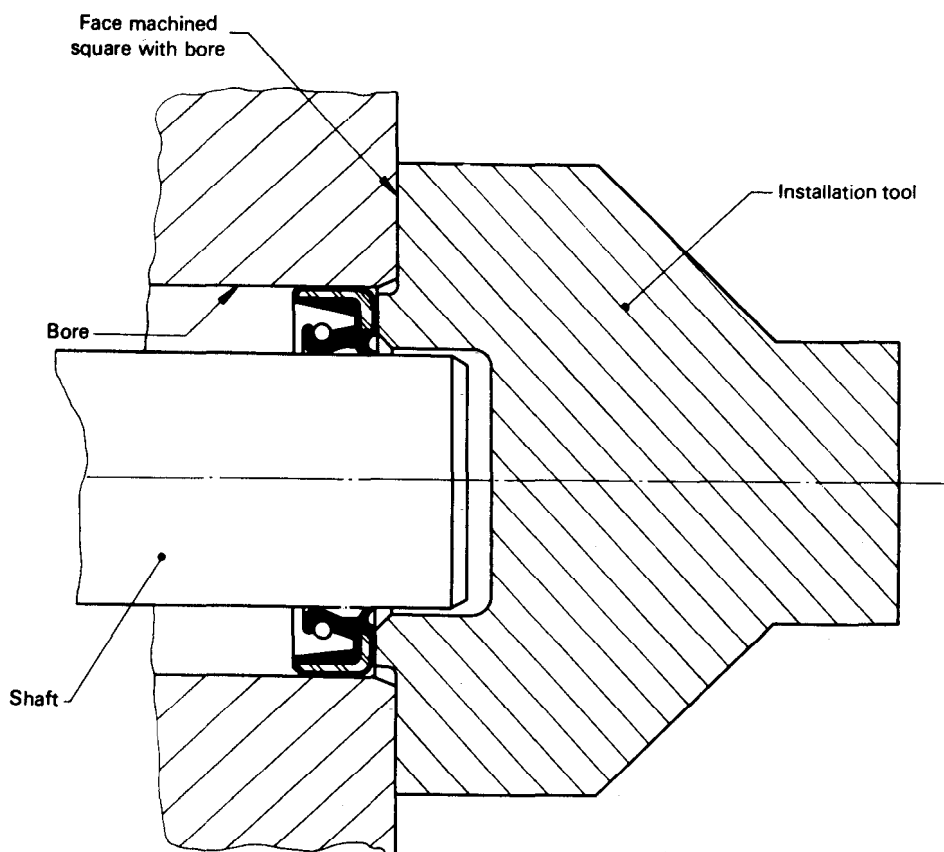 Face machined
square with bore
Installation tool
Bore
Shaft